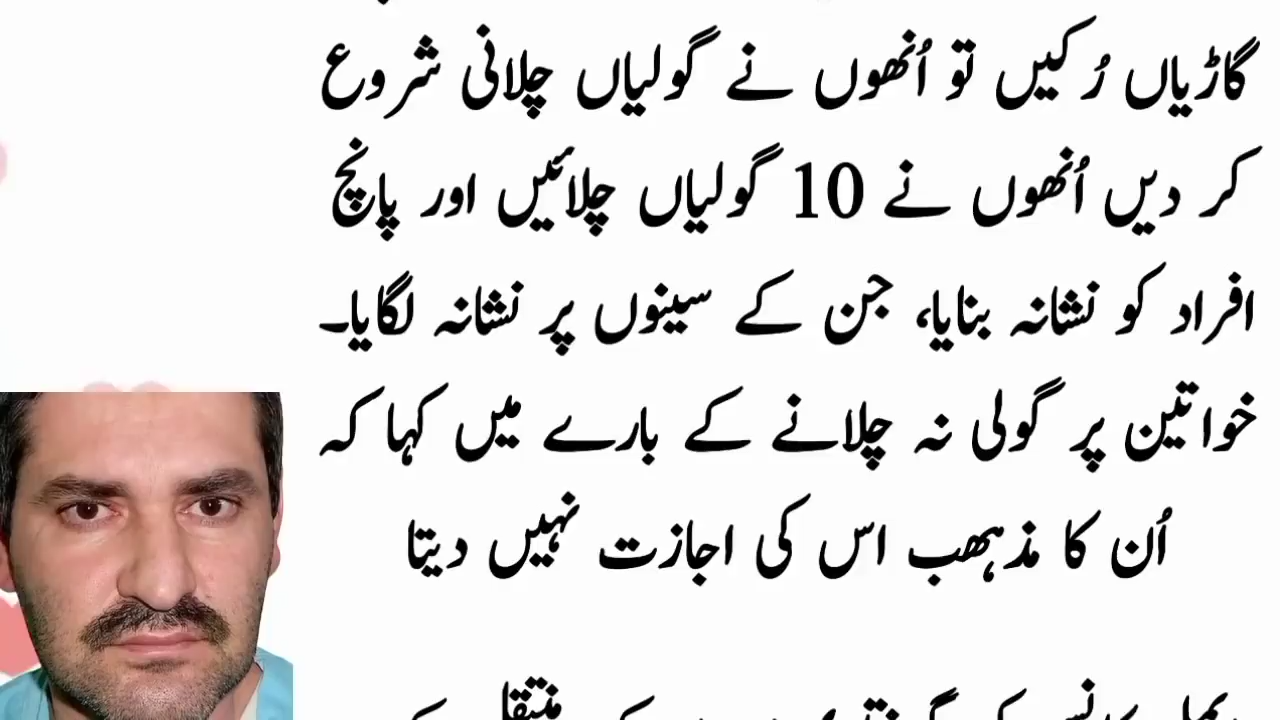 گاڑیاں رُکیں تو اُنھوں نے گولیاں چلانی شروع
کر دیں اُنھوں نے 10 گولیاں چلائیں اور پانچ
افراد کو نشانہ بنایا، جن کے سینوں پر نشانہ لگایا۔
خواتین پر گولی نہ چلانے کے بارے میں کہا کہ
اُن کا مذہھب اس کی اجازت نہیں دیتا